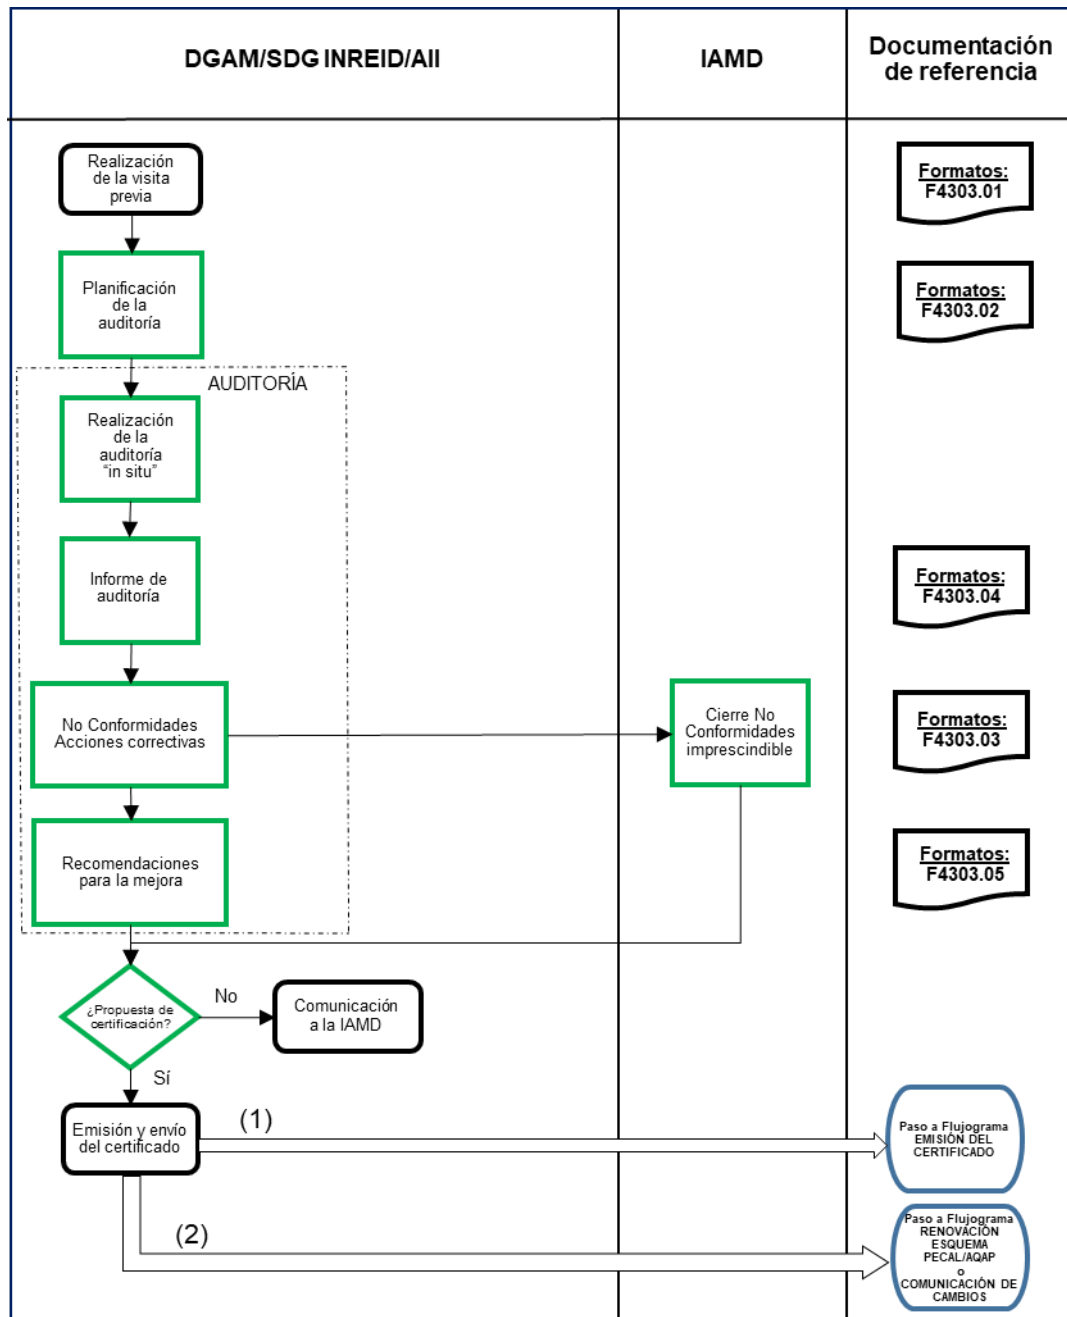 DGAM/SDG INREID/AII
IAMD
Documentación
de referencia
Realización
de la visita
previa
Formatos:
F4303.01
Planificación
de la
auditoría
Formatos:
F4303.02
AUDITORÍA
Realización
de la
auditoría
“in situ”
Informe de
auditoría
Formatos:
F4303.04
No Conformidades
Acciones correctivas
Cierre No
Conformidades
imprescindible
Formatos:
F4303.03
Recomendaciones
para la mejora
Formatos:
F4303.05
¿Propuesta de
certificación?
No
Comunicación
a la IAMD
Sí
Emisión y envío
del certificado
(1)
Paso a Flujograma
EMISIÓN DEL
CERTIFICADO
(2)
Paso a Flujograma
RENOVACIÓN
ESQUEMA
PECAL/AQAP
o
COMUNICACIÓN DE
CAMBIOS